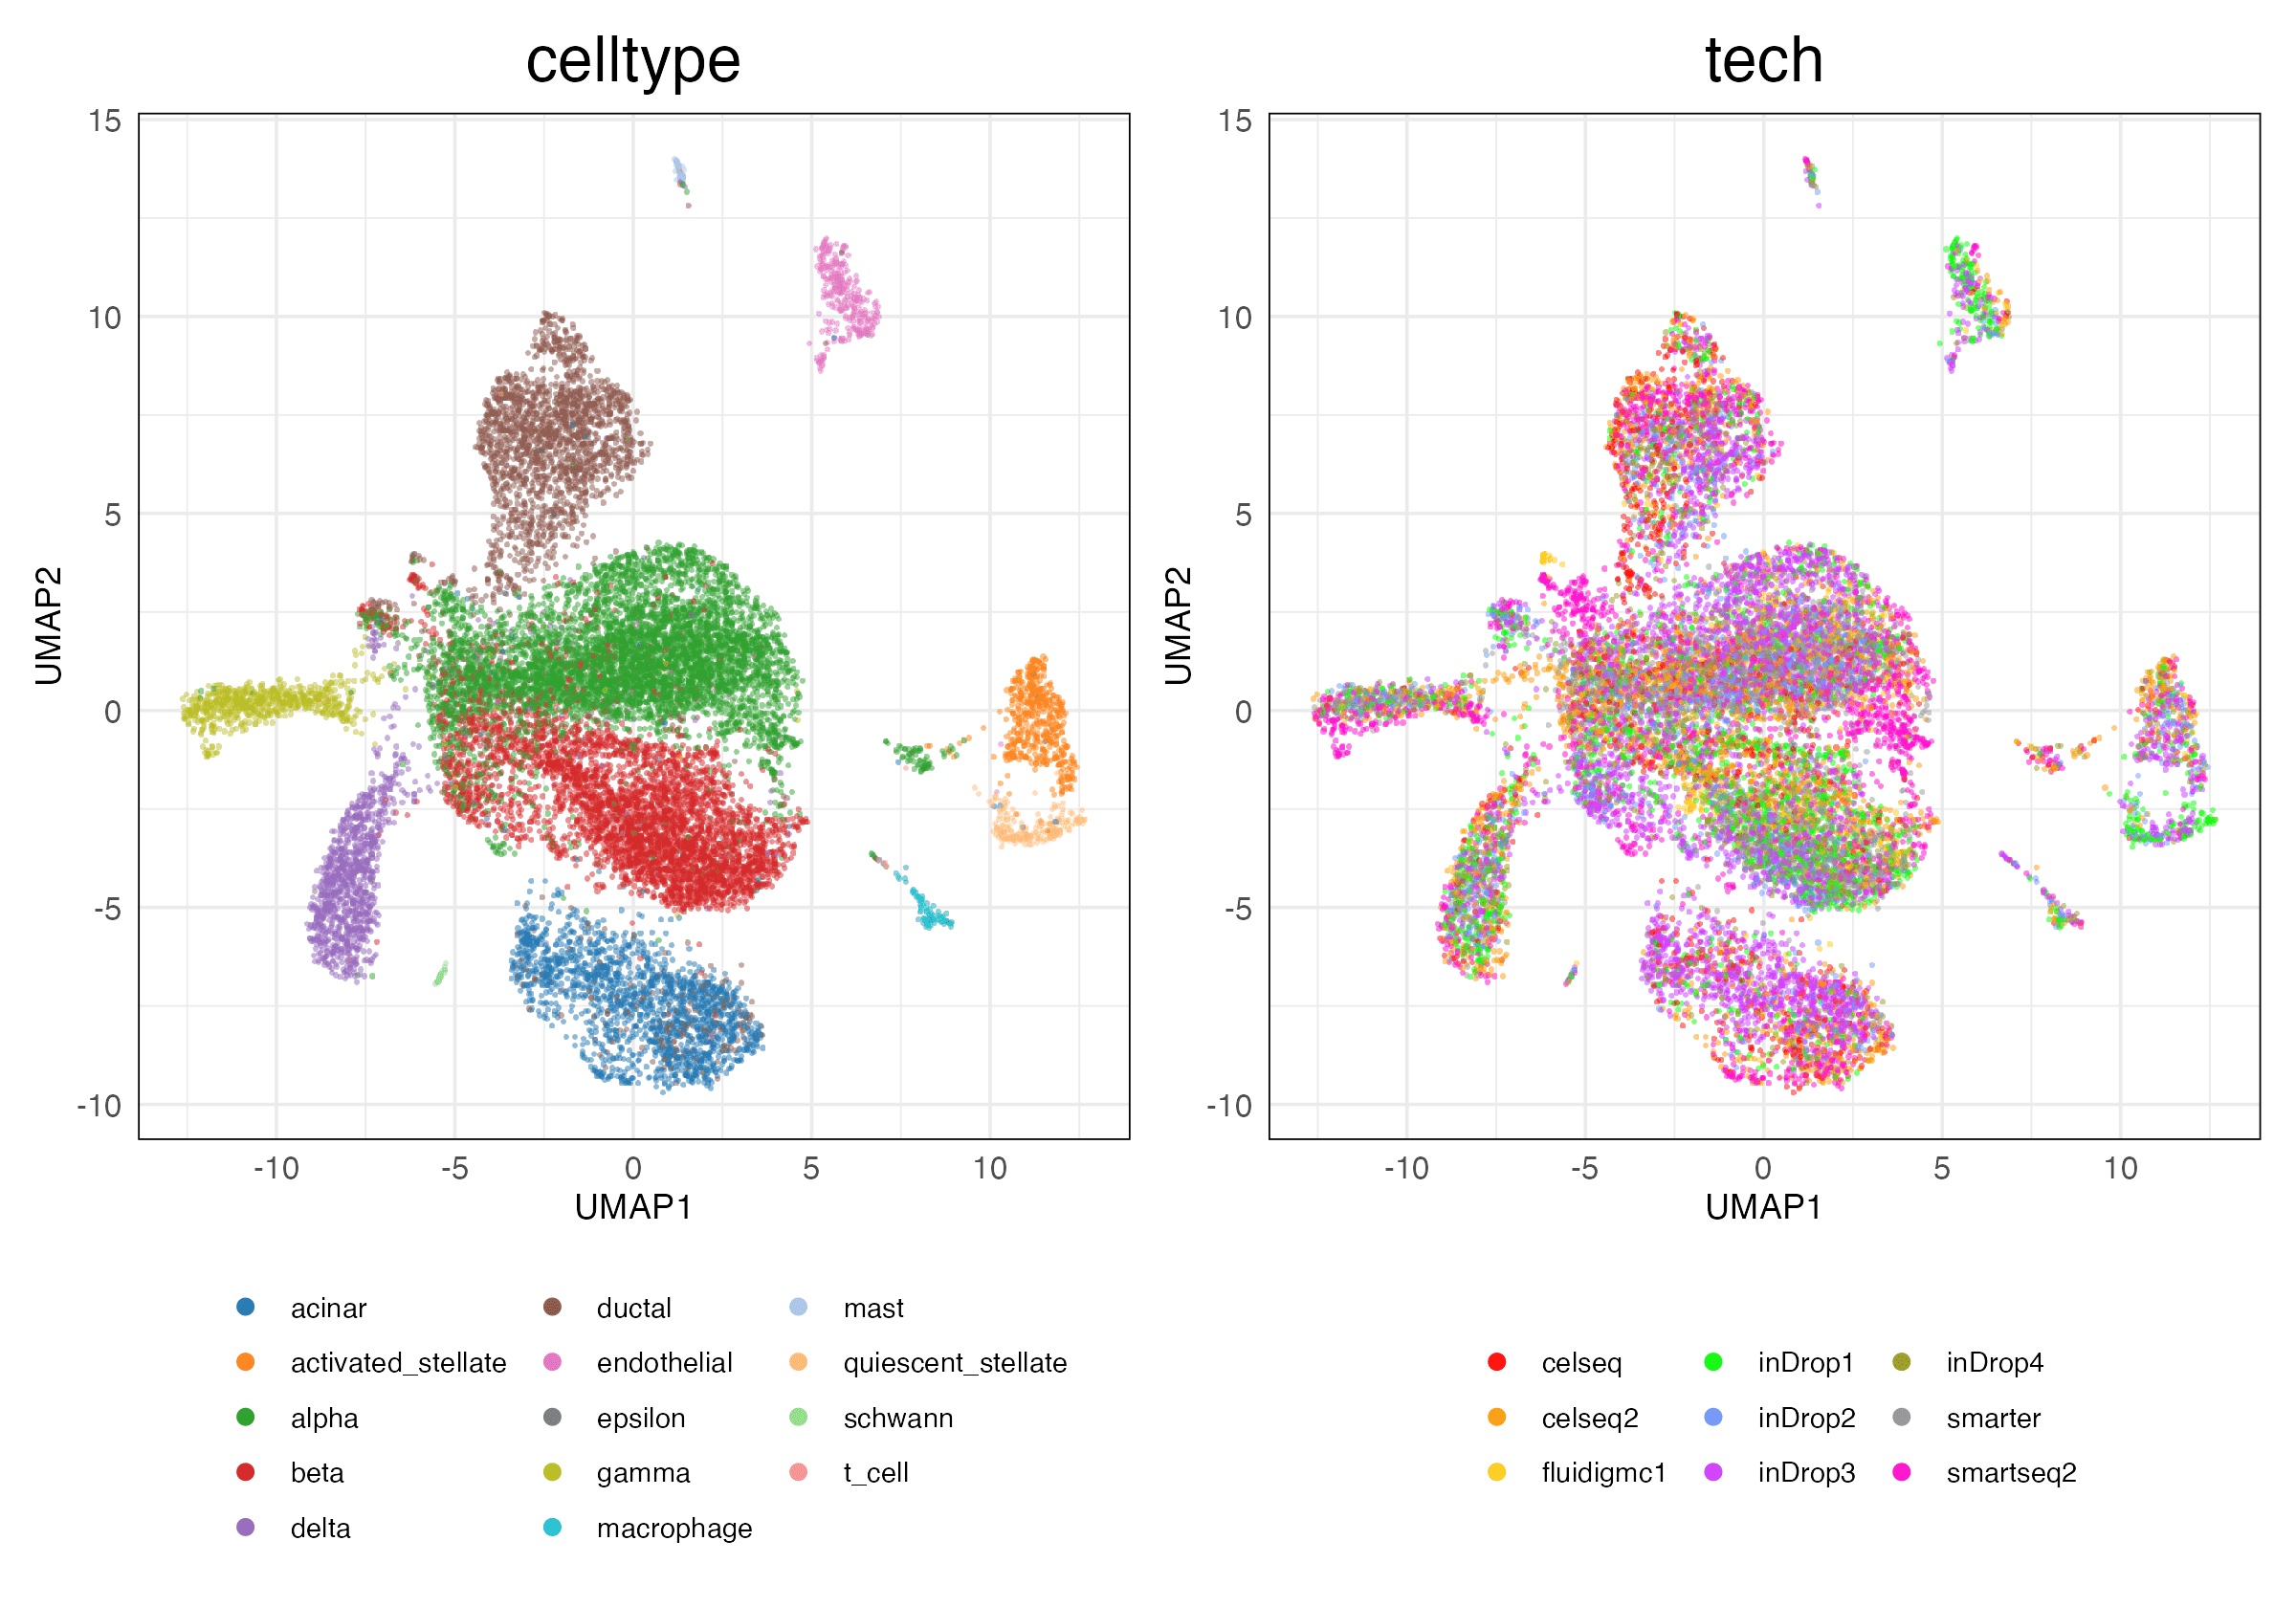 celltype
tech
15
10
5
0
-5
-10
UMAP2
-10
-5
0
5
10
UMAP1
15
10
5
0
-5
-10
UMAP2
-10
-5
0
5
10
UMAP1
acinar
activated_stellate
alpha
beta
delta
ductal
endothelial
epsilon
gamma
macrophage
mast
quiescent_stellate
schwann
t_cell
celseq
celseq2
fluidigmc1
inDrop1
inDrop2
inDrop3
inDrop4
smarter
smartseq2